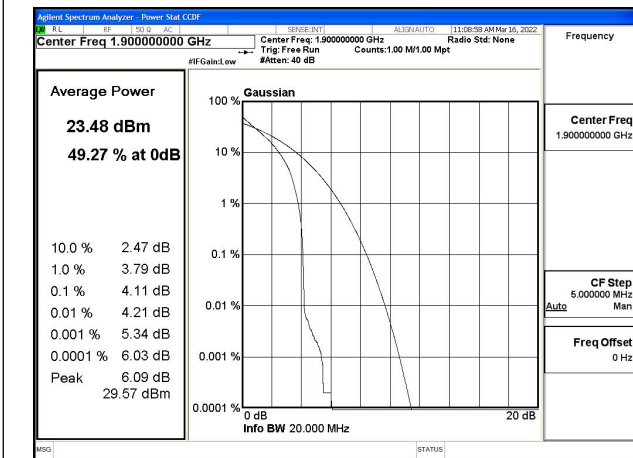 Agilent Spectrum Analyzer - Power Stat CCDF
RL RF 50 Ω AC SENSE:INT ALIGN AUTO 11:08:58 AM Mar 16, 2022
Center Freq 1.900000000 GHz
Center Freq: 1.900000000 GHz Radio Std: None
Trig: Free Run Counts:1.00 M/1.00 Mpt
#IFGain:Low #Atten: 40 dB
Frequency
Average Power
23.48 dBm
49.27 % at 0dB
10.0 % 2.47 dB
1.0 % 3.79 dB
0.1 % 4.11 dB
0.01 % 4.21 dB
0.001 % 5.34 dB
0.0001 % 6.03 dB
Peak 6.09 dB
29.57 dBm
Gaussian
100 %
10 %
1 %
0.1 %
0.01 %
0.001 %
0.0001 %
0 dB 20 dB
Info BW 20.000 MHz
Center Freq
1.900000000 GHz
CF Step
5.000000 MHz
Auto Man
Freq Offset
0 Hz
MSG STATUS